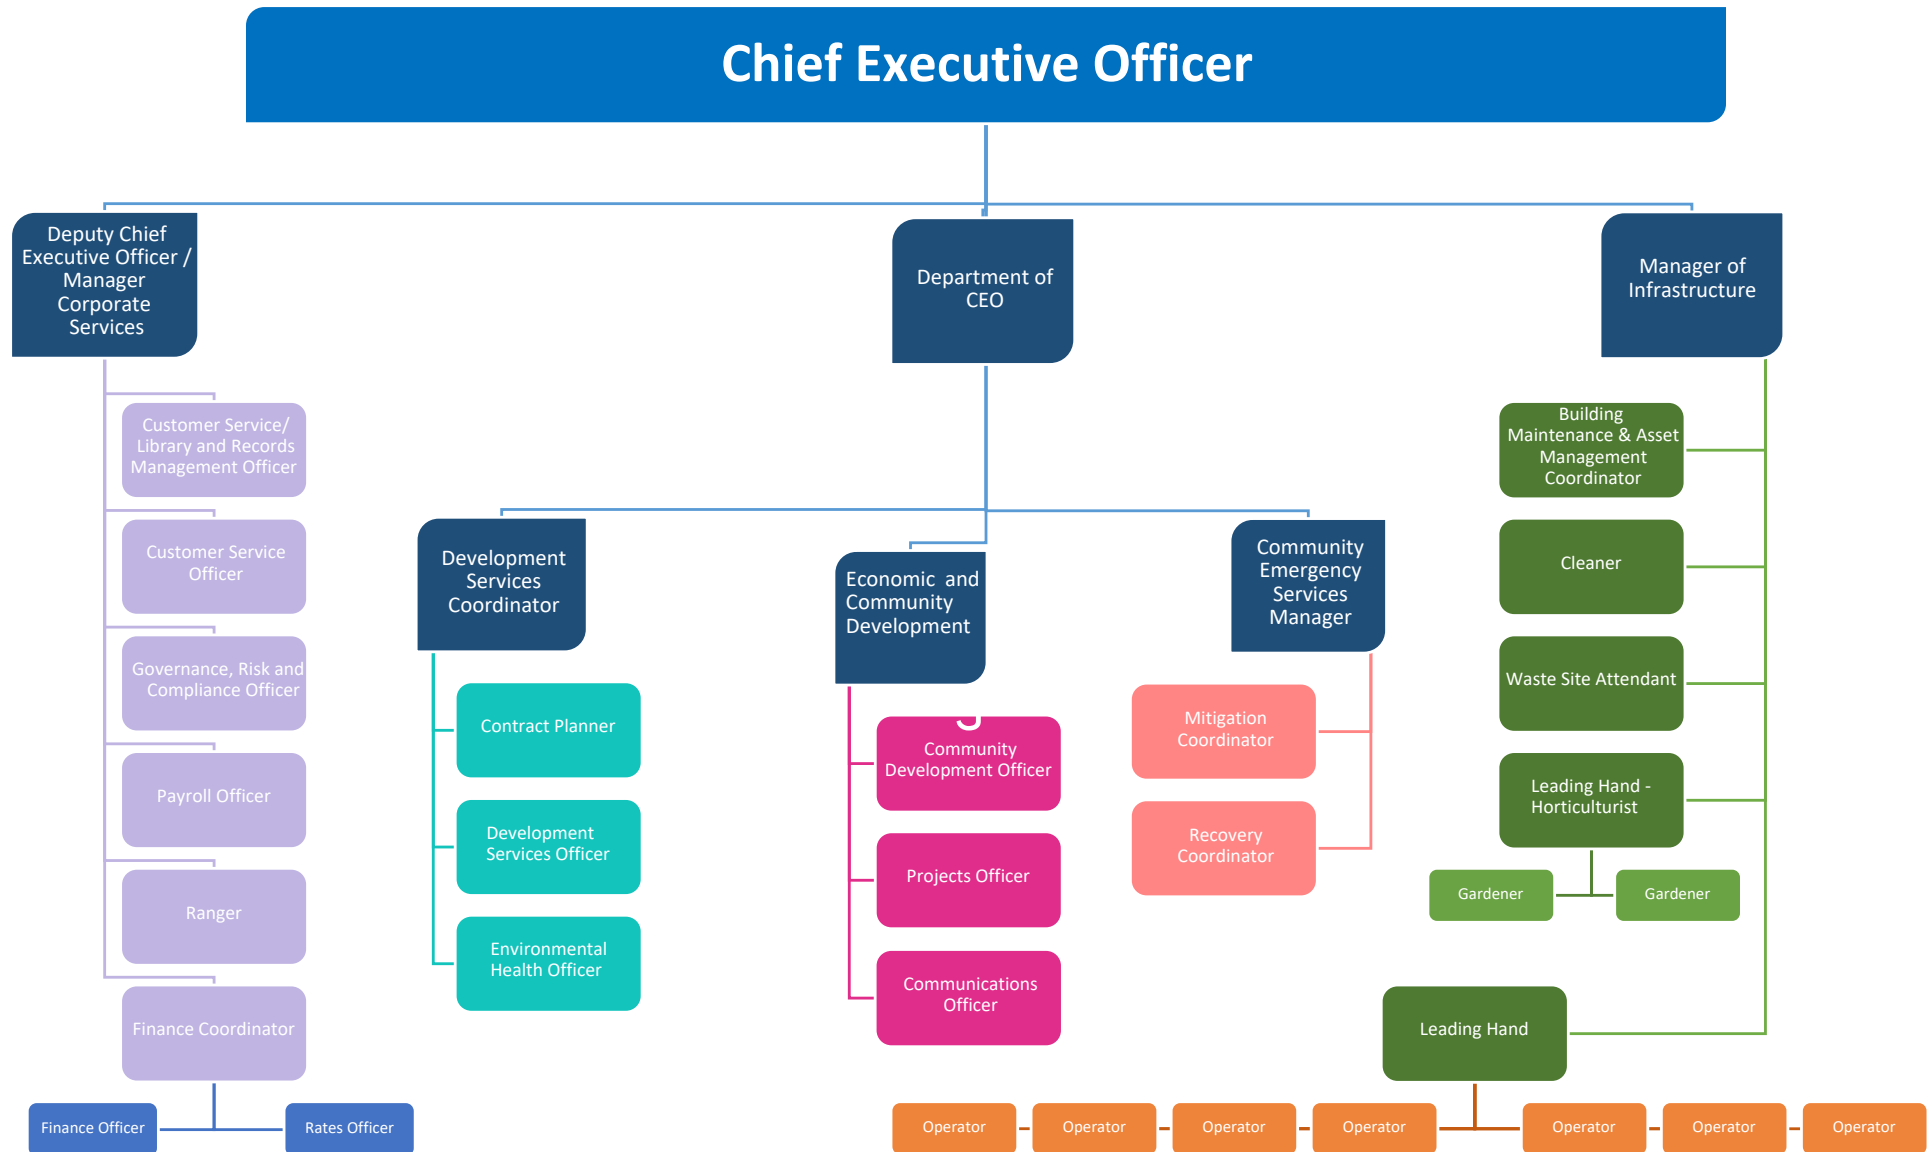 Chief Executive Officer
Deputy Chief
Executive Officer /
Manager
Corporate
Services
Department of
CEO
Manager of
Infrastructure
Customer Service/
Library and Records
Management Officer
Customer Service
Officer
Governance, Risk and
Compliance Officer
Payroll Officer
Ranger
Finance Coordinator
Finance Officer
Rates Officer
Development
Services
Coordinator
Contract Planner
Development
Services Officer
Environmental
Health Officer
Economic and
Community
Development
Community
Development Officer
Projects Officer
Communications
Officer
Community
Emergency
Services
Manager
Mitigation
Coordinator
Recovery
Coordinator
Building
Maintenance & Asset
Management
Coordinator
Cleaner
Waste Site Attendant
Leading Hand -
Horticulturist
Gardener
Gardener
Leading Hand
Operator
Operator
Operator
Operator
Operator
Operator
Operator